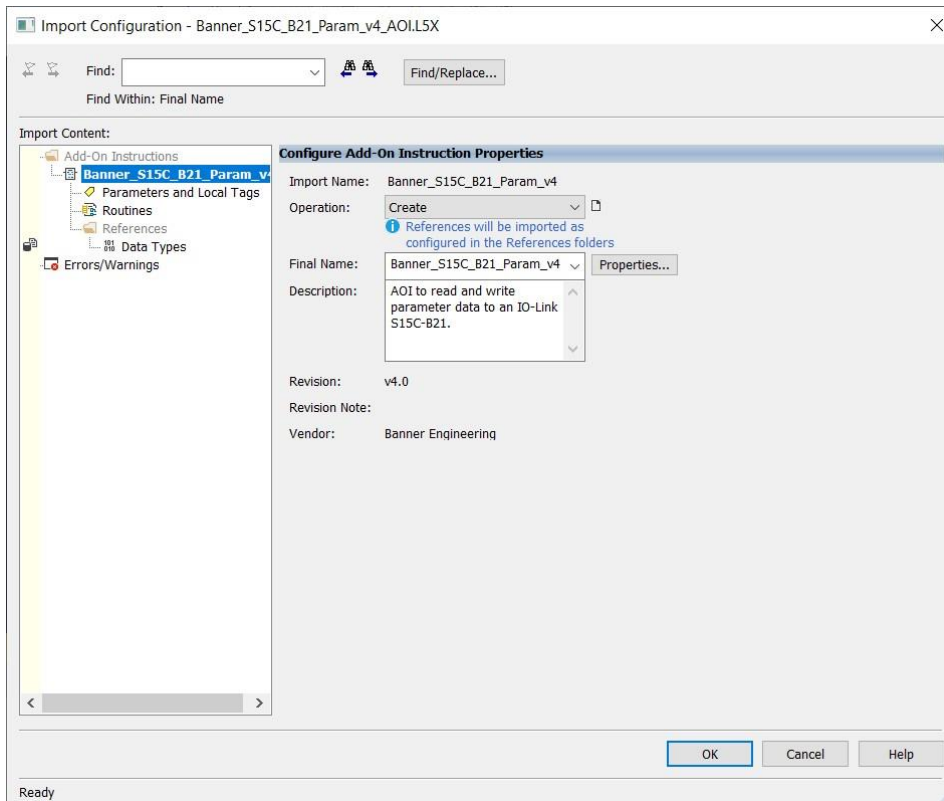 Import Configuration - Banner_S15C_B21_Param_v4_AOI.L5X
Find:
Find/Replace...
Find Within: Final Name
Import Content:
Add-On Instructions
Banner_S15C_B21_Param_v4
Parameters and Local Tags
Routines
References
Data Types
Errors/Warnings
Configure Add-On Instruction Properties
Import Name: Banner_S15C_B21_Param_v4
Operation: Create
References will be imported as
configured in the References folders
Final Name: Banner_S15C_B21_Param_v4 Properties...
Description: AOI to read and write
parameter data to an IO-Link
S15C-B21.
Revision: v4.0
Revision Note:
Vendor: Banner Engineering
OK Cancel Help
Ready